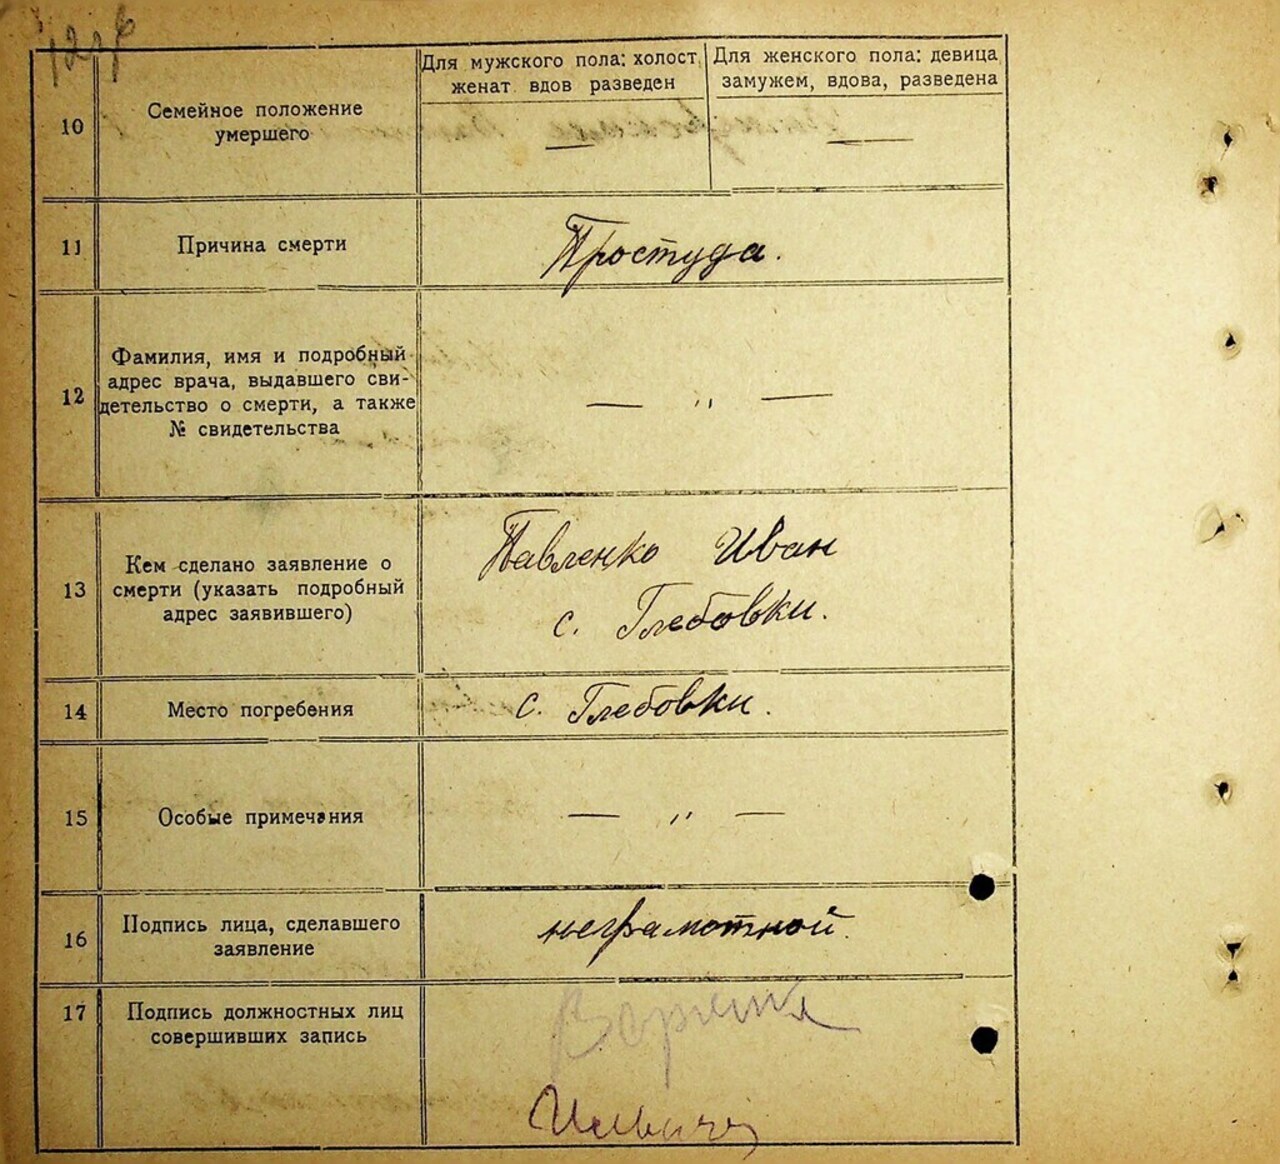 Для мужского пола: холост
женат вдов разведен
Для женского пола: девица
замужем, вдова, разведена
10
Семейное положение
умершего
—
—
11
Причина смерти
Простуда.
12
Фамилия, имя и подробный
адрес врача, выдавшего сви-
детельство о смерти, а также
№ свидетельства
— " —
13
Кем сделано заявление о
смерти (указать подробный
адрес заявившего)
Павленко Иван
с. Глебовки.
14
Место погребения
с. Глебовки.
15
Особые примечания
— " —
16
Подпись лица, сделавшего
заявление
неграмотной.
17
Подпись должностных лиц
совершивших запись